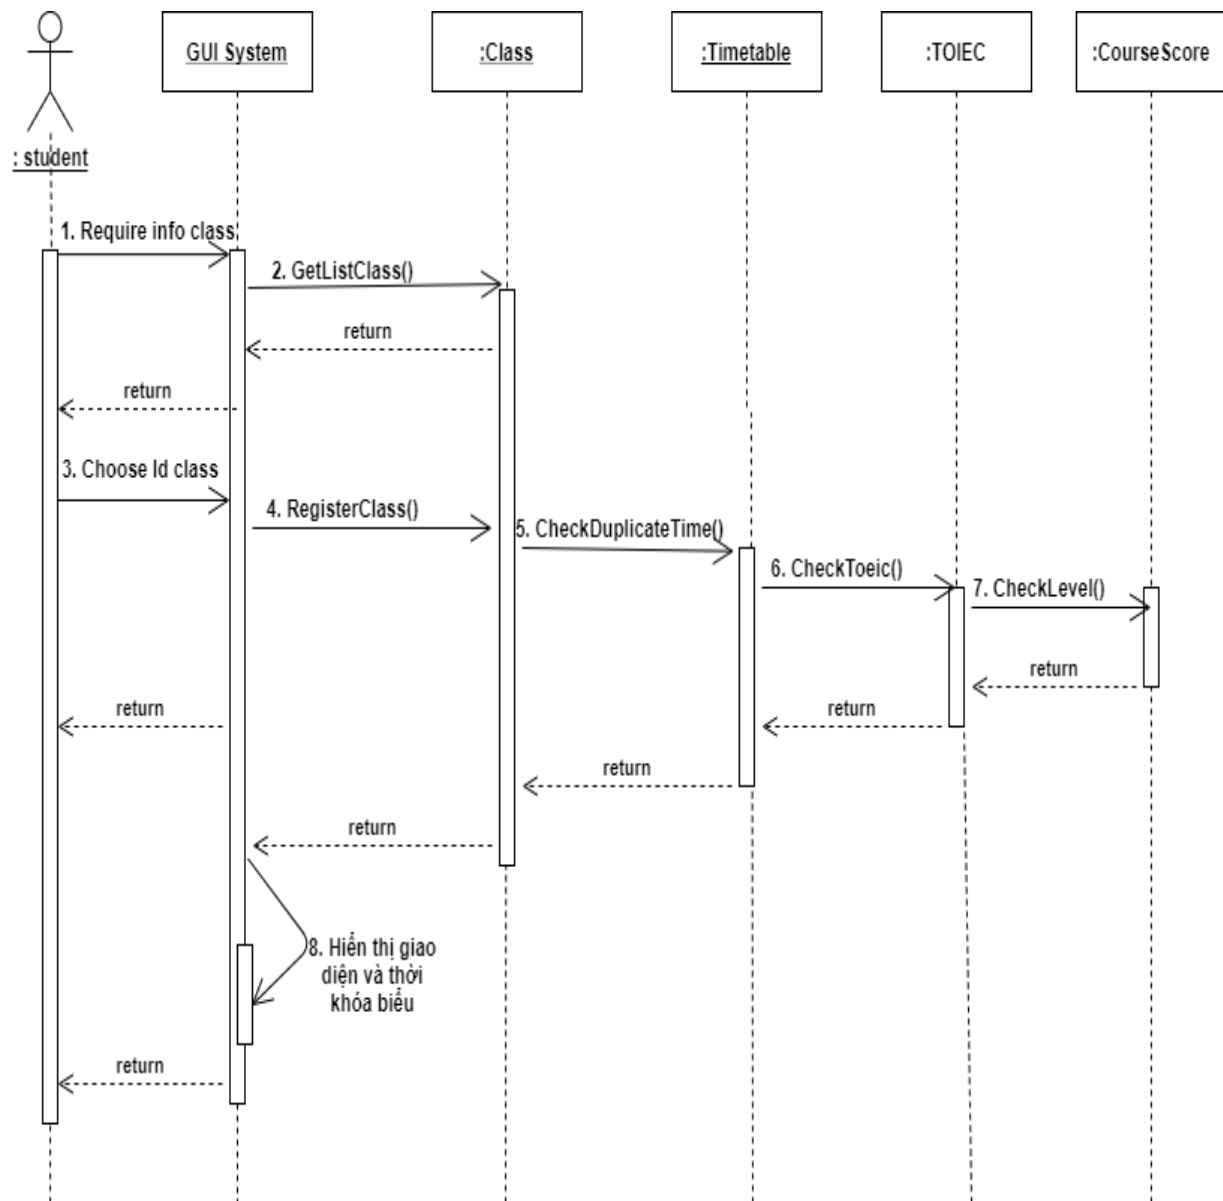 GUI System
:Class
:Timetable
:TOIEC
:CourseScore
: student
1. Require info class
2. GetListClass()
return
return
3. Choose Id class
4. RegisterClass()
5. CheckDuplicateTime()
6. CheckToeic()
7. CheckLevel()
return
return
return
return
return
8. Hiển thị giao
diện và thời
khóa biểu
return